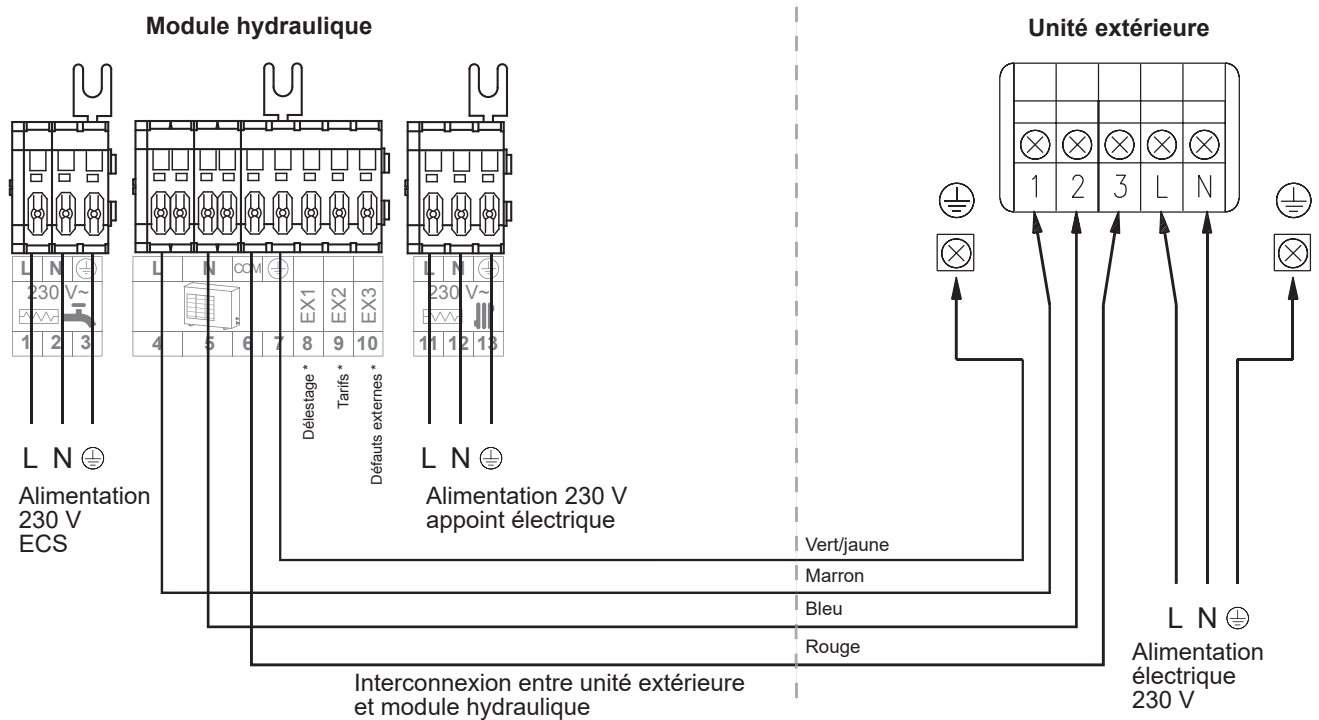 Module hydraulique
Unité extérieure
1 2 3 L N
L N
L N COM
L N
230 V~
230 V~
EX1 EX2 EX3
1 2 3
4 5 6 7 8 9 10
11 12 13
Délestage *
Tarifs *
Défauts externes *
L N
Alimentation
230 V
ECS
L N
Alimentation 230 V
appoint électrique
Vert/jaune
Marron
Bleu
Rouge
L N
Alimentation
électrique
230 V
Interconnexion entre unité extérieure
et module hydraulique